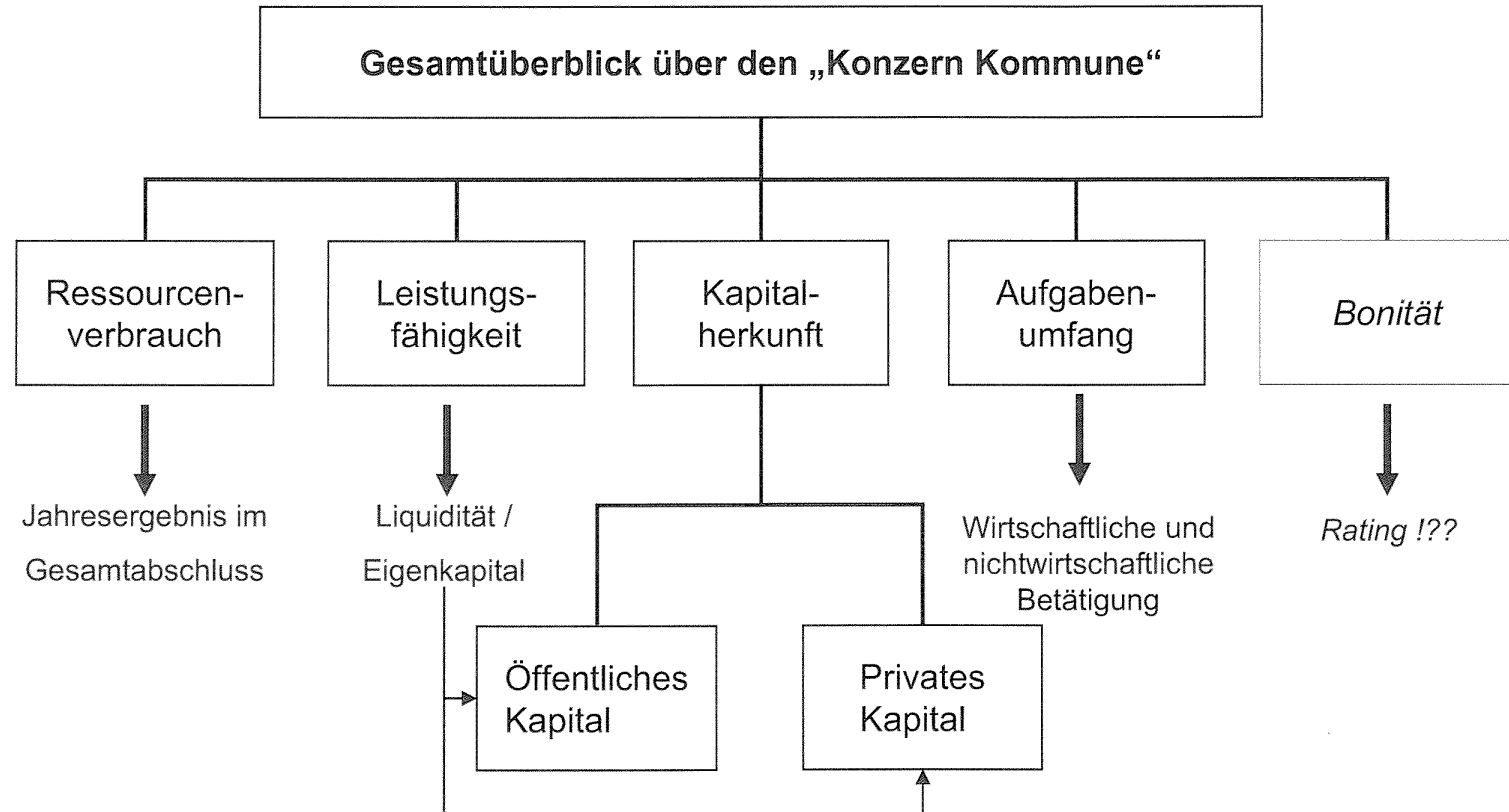 Gesamtüberblick über den „Konzern Kommune“
Ressourcen-
verbrauch
Leistungs-
fähigkeit
Kapital-
herkunft
Aufgaben-
umfang
Bonität
Jahresergebnis im
Gesamtabschluss
Liquidität /
Eigenkapital
Wirtschaftliche und
nichtwirtschaftliche
Betätigung
Rating !??
Öffentliches
Kapital
Privates
Kapital